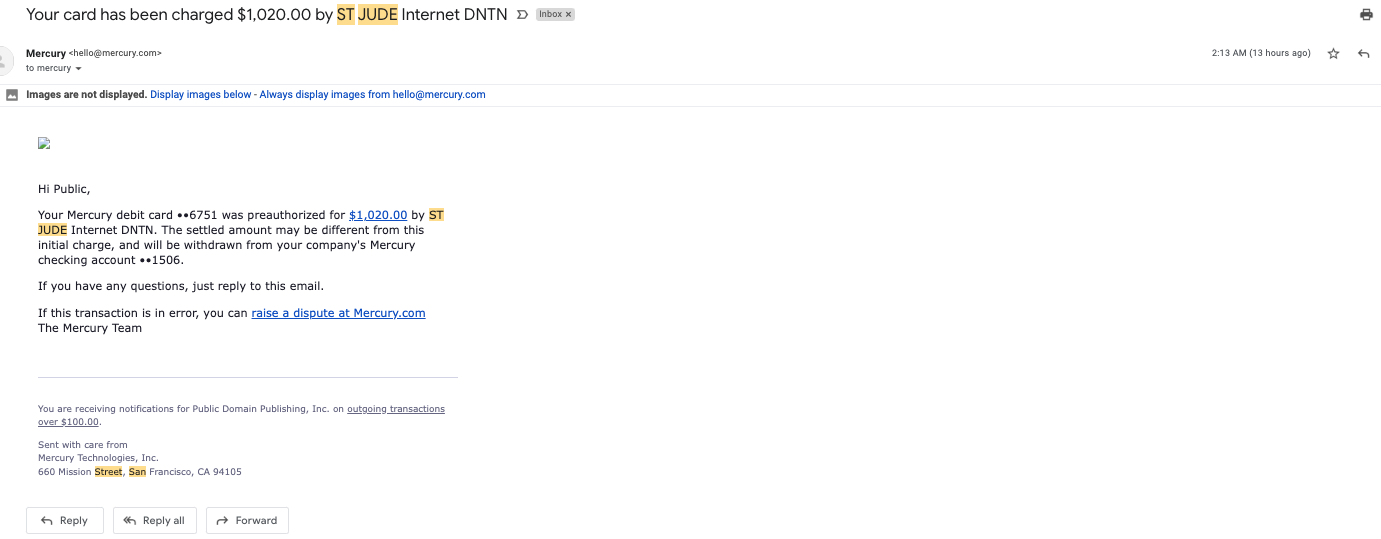 Your card has been charged $1,020.00 by ST JUDE Internet DNTN Inbox ×
Mercury <hello@mercury.com> 2:13 AM (13 hours ago)
to mercury
Images are not displayed. Display images below - Always display images from hello@mercury.com
Hi Public,
Your Mercury debit card ••6751 was preauthorized for $1,020.00 by ST
JUDE Internet DNTN. The settled amount may be different from this
initial charge, and will be withdrawn from your company's Mercury
checking account ••1506.
If you have any questions, just reply to this email.
If this transaction is in error, you can raise a dispute at Mercury.com
The Mercury Team
You are receiving notifications for Public Domain Publishing, Inc. on outgoing transactions
over $100.00.
Sent with care from
Mercury Technologies, Inc.
660 Mission Street, San Francisco, CA 94105
Reply Reply all Forward